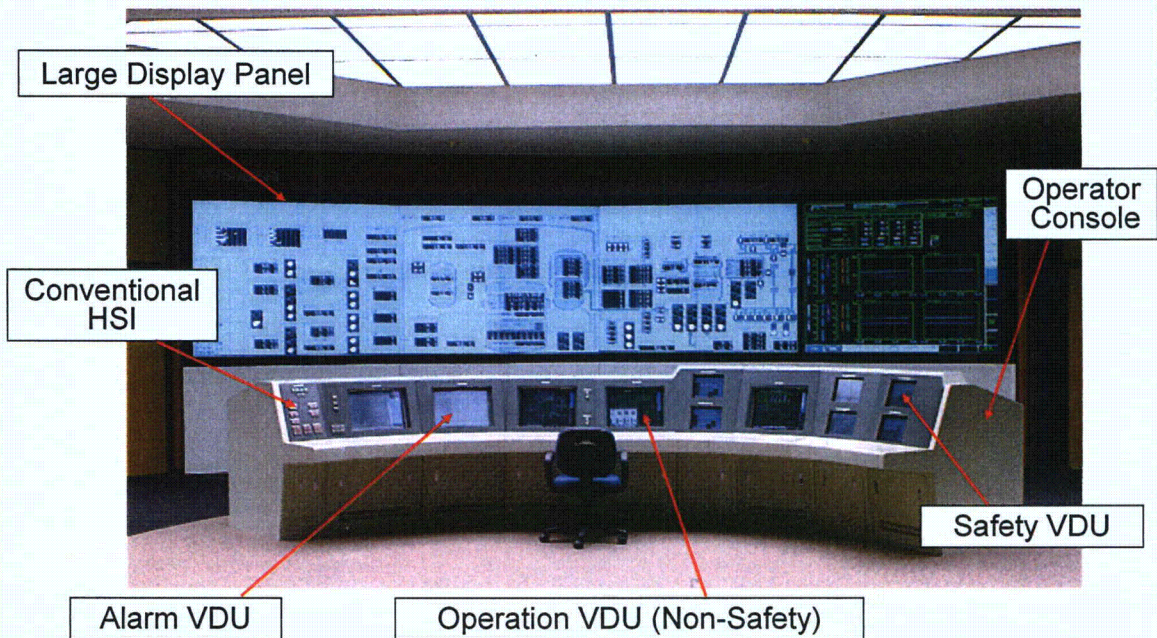 Large Display Panel
Operator
Console
Conventional
HSI
Safety VDU
Alarm VDU
Operation VDU (Non-Safety)